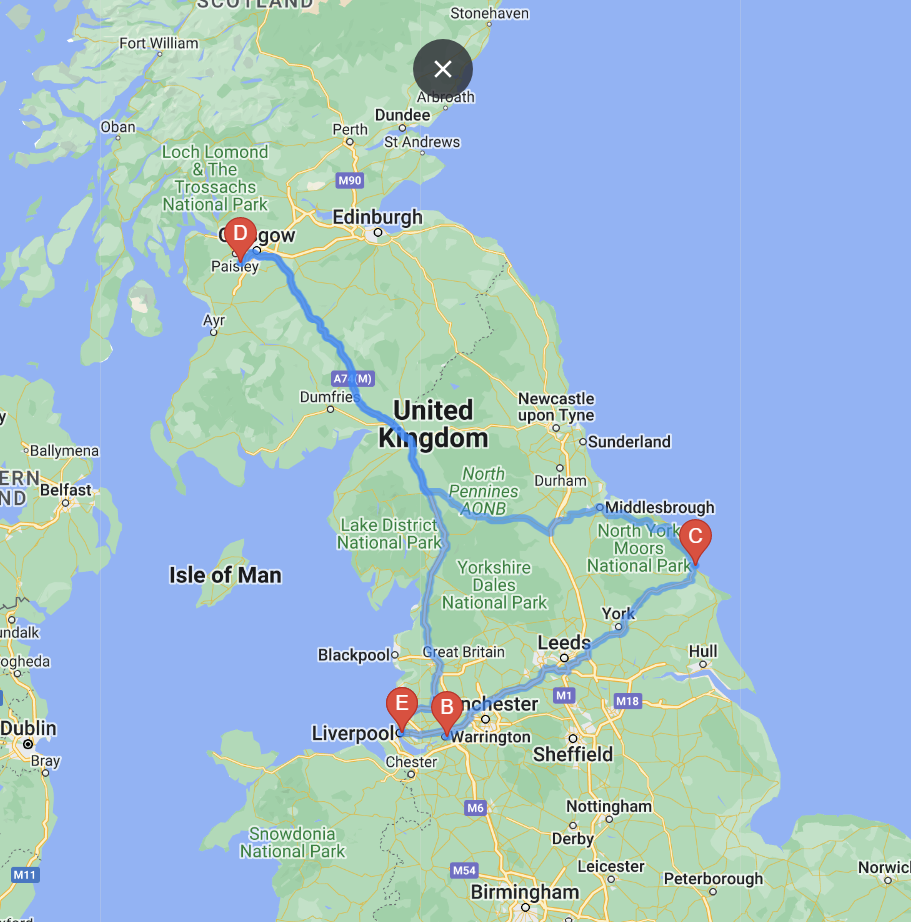 SCOTLAND
Stonehaven
Fort William
Arbroath
Dundee
Oban
Perth
St Andrews
Loch Lomond
& The
Trossachs
National Park
M90
Edinburgh
D
gow
Paisley
Ayr
A74(M)
Dumfries
United
Kingdom
Newcastle
upon Tyne
Sunderland
Ballymena
ERN
ND
Belfast
North
Pennines
AONB
Durham
Middlesbrough
Lake District
National Park
North York
Moors
National Park
C
Isle of Man
Yorkshire
Dales
National Park
York
undalk
Leeds
Blackpool
Great Britain
Hull
rogheda
M1
M18
E
B
nchester
Liverpool
Warrington
Dublin
Sheffield
Bray
Chester
M6
Nottingham
Derby
Snowdonia
National Park
M11
M54
Leicester
Peterborough
Norwic
Birmingham